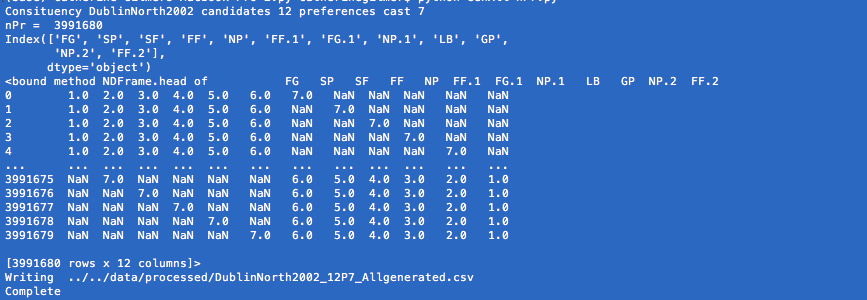 Consituency DublinNorth2002 candidates 12 preferences cast 7
nPr =  3991680
Index(['FG', 'SP', 'SF', 'FF', 'NP', 'FF.1', 'FG.1', 'NP.1', 'LB', 'GP',
       'NP.2', 'FF.2'],
      dtype='object')
<bound method NDFrame.head of           FG   SP   SF   FF   NP  FF.1  FG.1  NP.1   LB   GP  NP.2  FF.2
0        1.0  2.0  3.0  4.0  5.0   6.0   7.0   NaN  NaN  NaN   NaN   NaN
1        1.0  2.0  3.0  4.0  5.0   6.0   NaN   7.0  NaN  NaN   NaN   NaN
2        1.0  2.0  3.0  4.0  5.0   6.0   NaN   NaN  7.0  NaN   NaN   NaN
3        1.0  2.0  3.0  4.0  5.0   6.0   NaN   NaN  NaN  7.0   NaN   NaN
4        1.0  2.0  3.0  4.0  5.0   6.0   NaN   NaN  NaN  NaN   7.0   NaN
...      ...  ...  ...  ...  ...   ...   ...   ...  ...  ...   ...   ...
3991675  NaN  7.0  NaN  NaN  NaN   NaN   6.0   5.0  4.0  3.0   2.0   1.0
3991676  NaN  NaN  7.0  NaN  NaN   NaN   6.0   5.0  4.0  3.0   2.0   1.0
3991677  NaN  NaN  NaN  7.0  NaN   NaN   6.0   5.0  4.0  3.0   2.0   1.0
3991678  NaN  NaN  NaN  NaN  7.0   NaN   6.0   5.0  4.0  3.0   2.0   1.0
3991679  NaN  NaN  NaN  NaN  NaN   7.0   6.0   5.0  4.0  3.0   2.0   1.0
[3991680 rows x 12 columns]>
Writing  ../../data/processed/DublinNorth2002_12P7_Allgenerated.csv
Complete